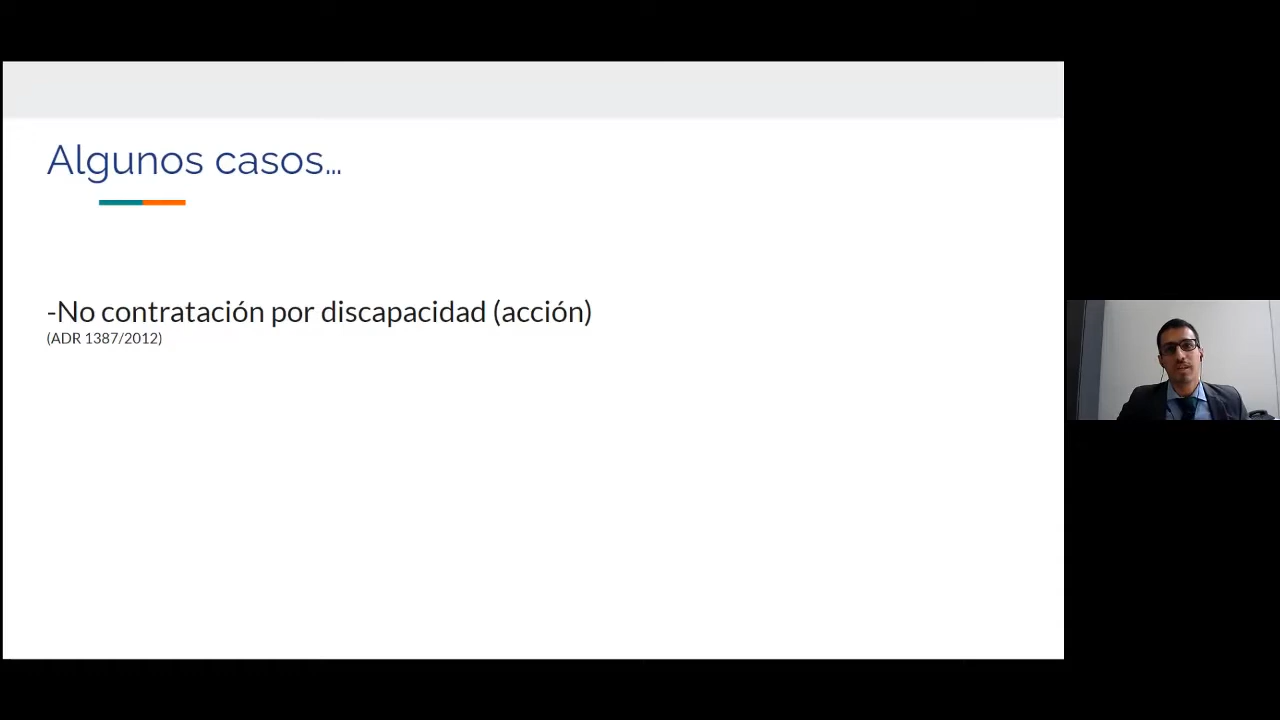 Algunos casos...
-No contratación por discapacidad (acción)
(ADR 1387/2012)